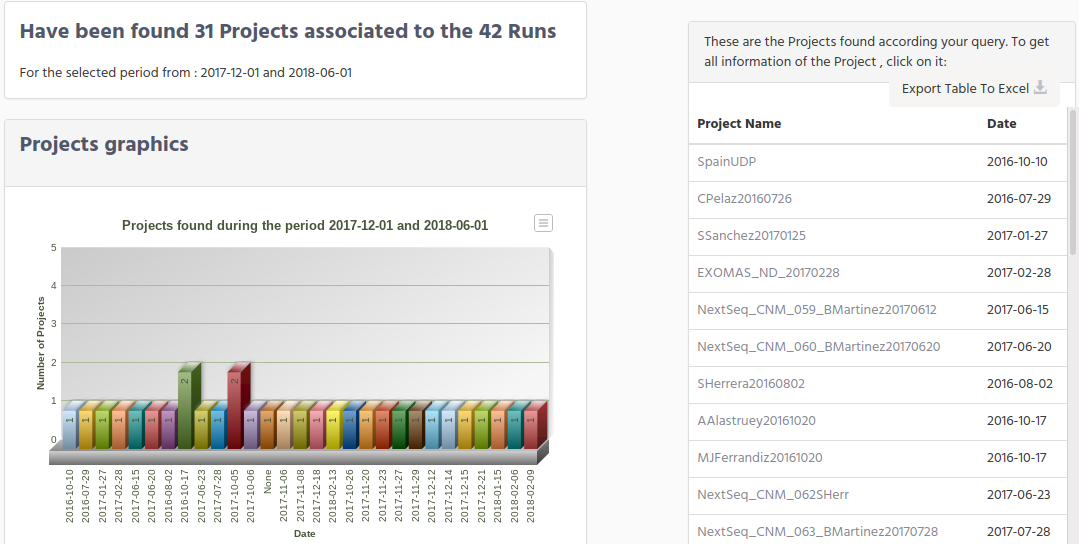 Have been found 31 Projects associated to the 42 Runs
For the selected period from : 2017-12-01 and 2018-06-01
Projects graphics
Projects found during the period 2017-12-01 and 2018-06-01
Number of Projects
5
4
3
2
1
0
1 1 1 1 1 1 1 2 1 1 2 1 1 1 1 1 1 1 1 1 1 1 1 1 1 1 1 1 1
2016-10-10
2016-07-29
2017-01-27
2017-02-28
2017-06-15
2017-06-20
2016-08-02
2016-10-17
2017-06-23
2017-07-28
2017-10-05
2017-10-06
None
2017-11-06
2017-11-08
2017-12-18
2018-02-13
2017-10-26
2017-11-20
2017-11-23
2017-11-27
2017-11-29
2017-12-12
2017-12-14
2017-12-15
2017-12-21
2018-01-15
2018-02-06
2018-02-09
Date
These are the Projects found according your query. To get
all information of the Project , click on it:
Export Table To Excel
Project Name Date
SpainUDP 2016-10-10
CPelaz20160726 2016-07-29
SSanchez20170125 2017-01-27
EXOMAS_ND_20170228 2017-02-28
NextSeq_CNM_059_BMartinez20170612 2017-06-15
NextSeq_CNM_060_BMartinez20170620 2017-06-20
SHerrera20160802 2016-08-02
AAlastruey20161020 2016-10-17
MJFerrandiz20161020 2016-10-17
NextSeq_CNM_062SHerr 2017-06-23
NextSeq_CNM_063_BMartinez20170728 2017-07-28